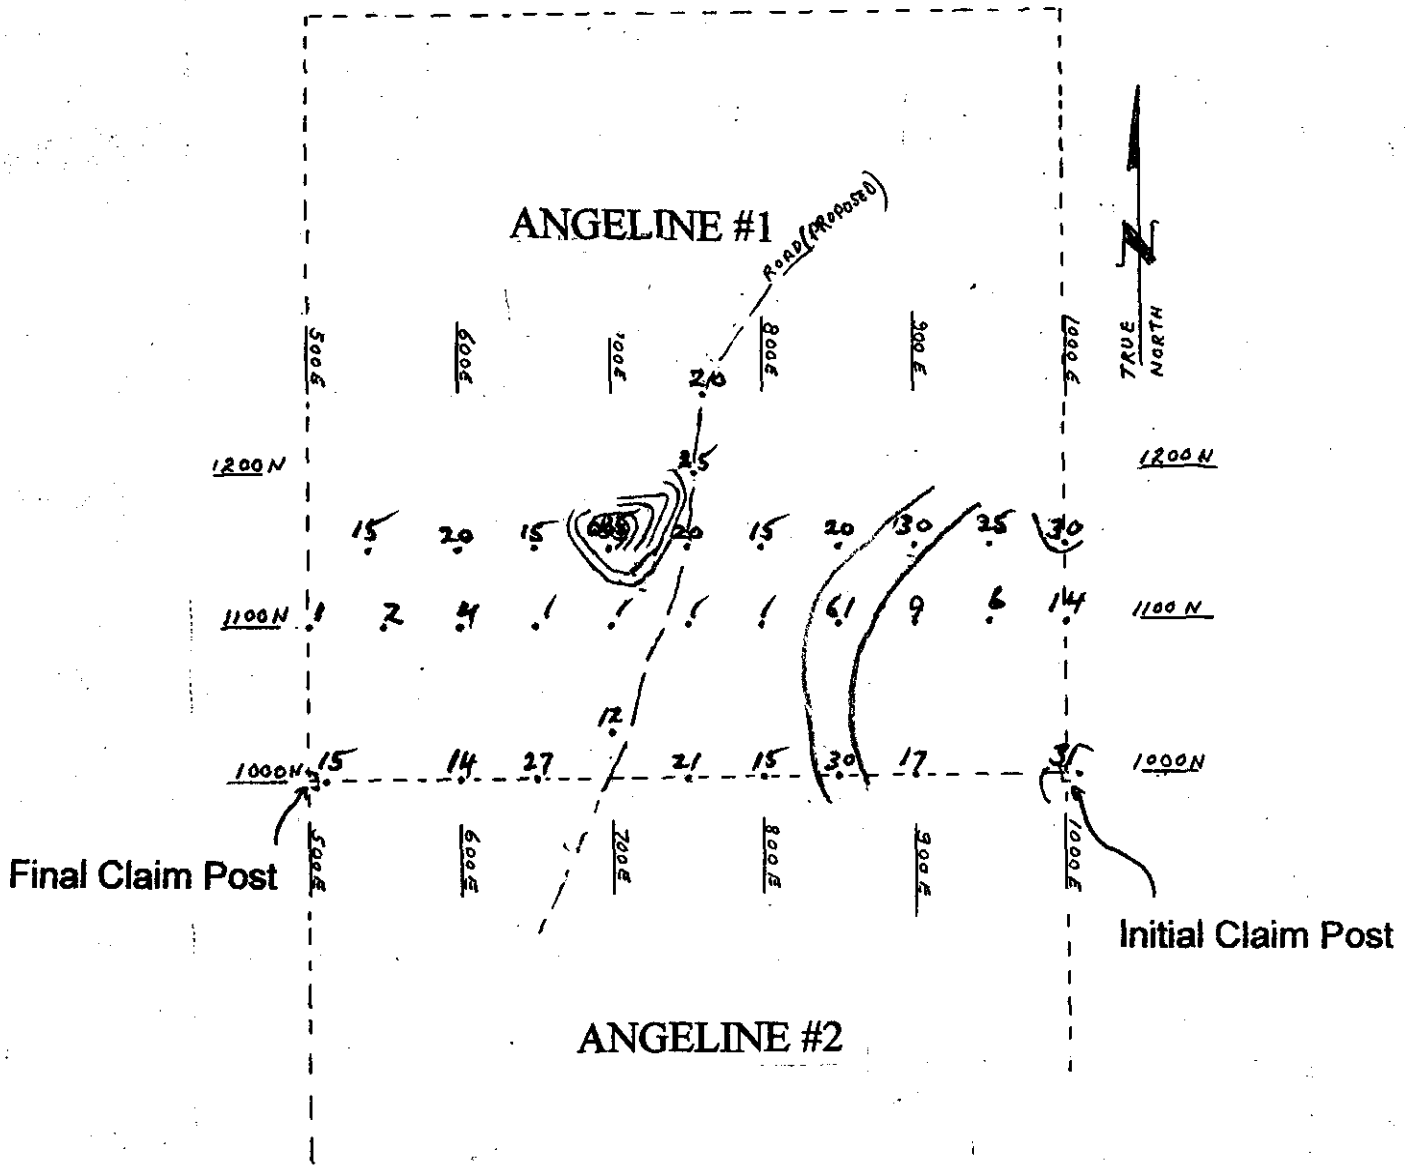 ANGELINE #1
ROAD (PROPOSED)
TRUE NORTH
500E 600E 700E 800E 900E 1000E
20
1200N 25 1200N
15 20 15 20 15 20 30 25 30
1100N 1 2 4 1 1 1 1 61 9 6 14 1100N
12
1000N 15 14 27 21 15 30 17 1000N
500E 600E 700E 800E 900E 1000E
Final Claim Post
Initial Claim Post
ANGELINE #2